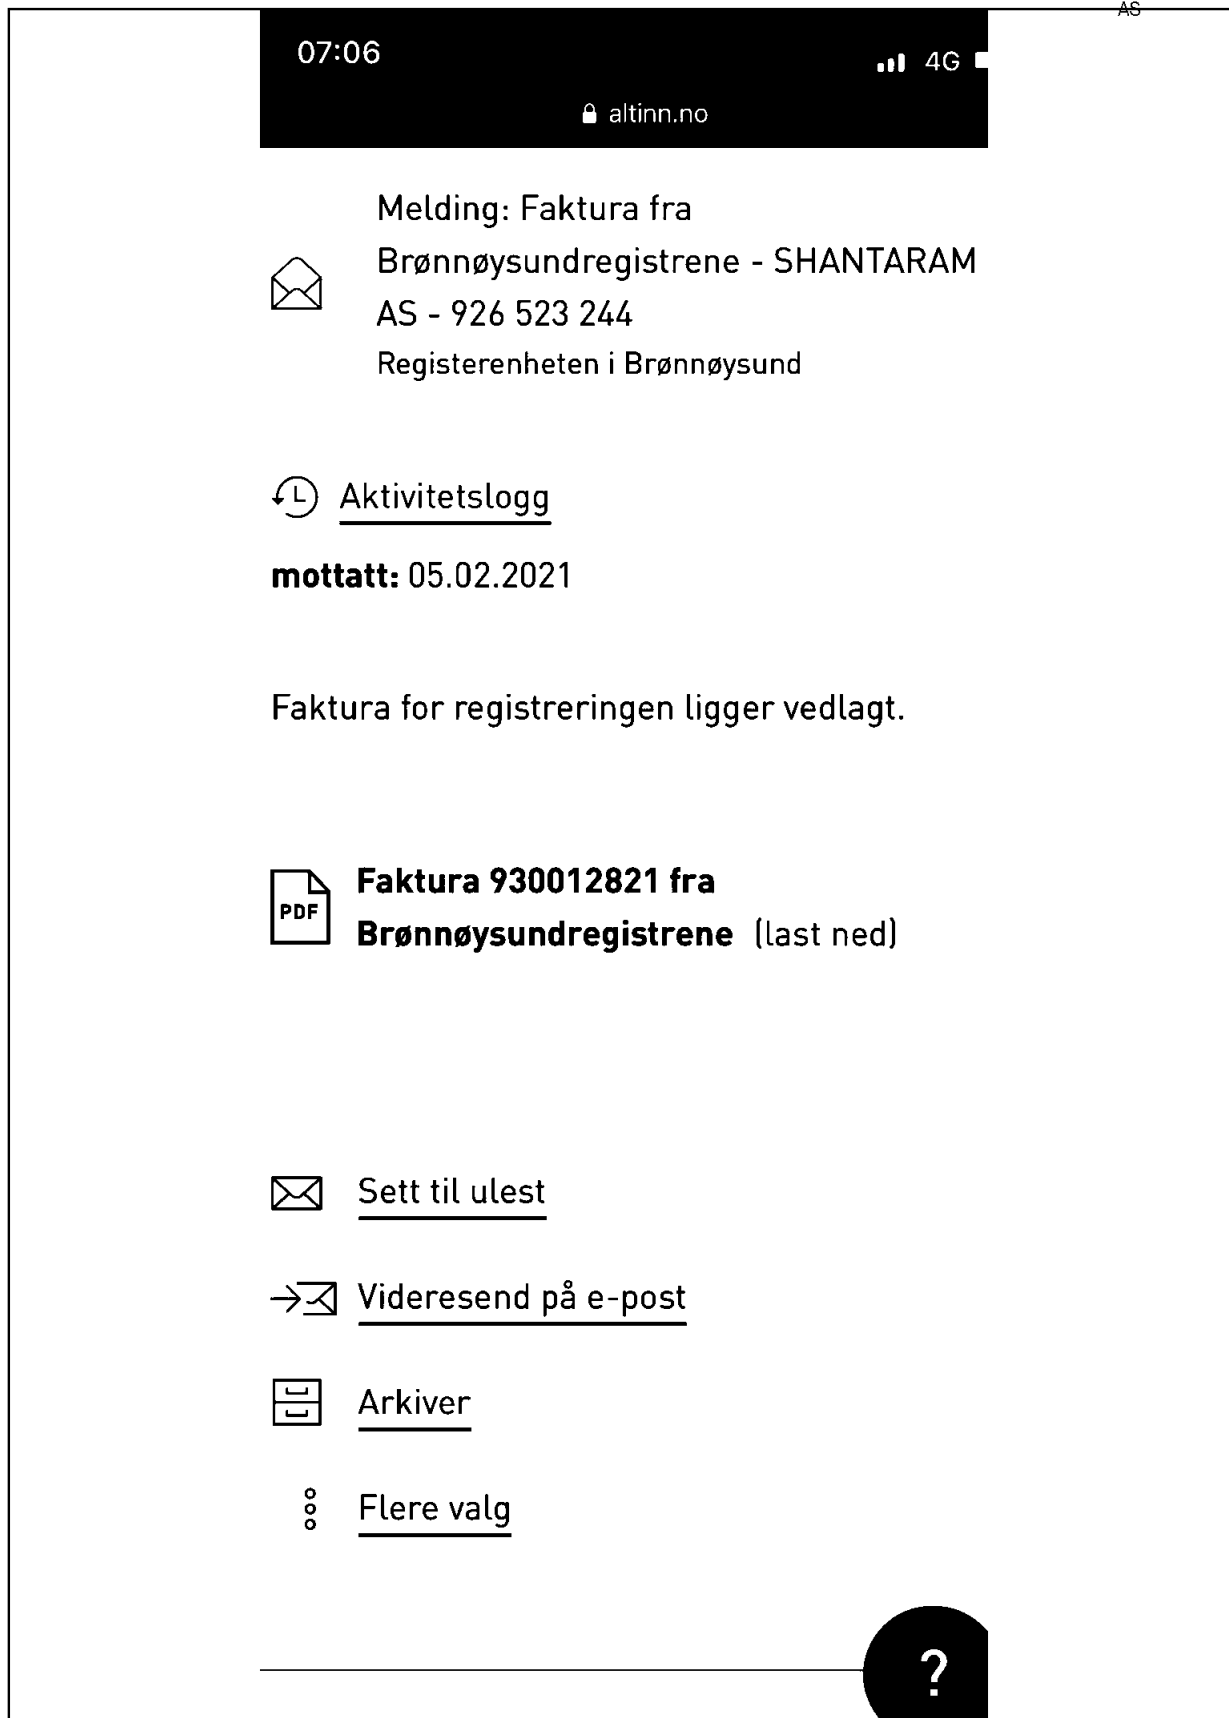 AS
07:06
4G
altinn.no
Melding: Faktura fra
Brønnøysundregistrene - SHANTARAM
AS - 926 523 244
Registerenheten i Brønnøysund
Aktivitetslogg
mottatt: 05.02.2021
Faktura for registreringen ligger vedlagt.
PDF
Faktura 930012821 fra
Brønnøysundregistrene (last ned)
Sett til ulest
Videresend på e-post
Arkiver
Flere valg
?